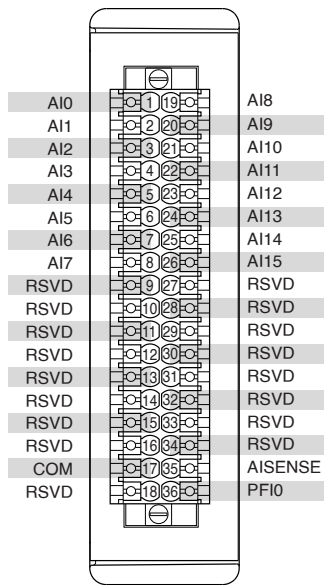 AI0 1 19 AI8
AI1 2 20 AI9
AI2 3 21 AI10
AI3 4 22 AI11
AI4 5 23 AI12
AI5 6 24 AI13
AI6 7 25 AI14
AI7 8 26 AI15
RSVD 9 27 RSVD
RSVD 10 28 RSVD
RSVD 11 29 RSVD
RSVD 12 30 RSVD
RSVD 13 31 RSVD
RSVD 14 32 RSVD
RSVD 15 33 RSVD
RSVD 16 34 RSVD
COM 17 35 AISENSE
RSVD 18 36 PFI0